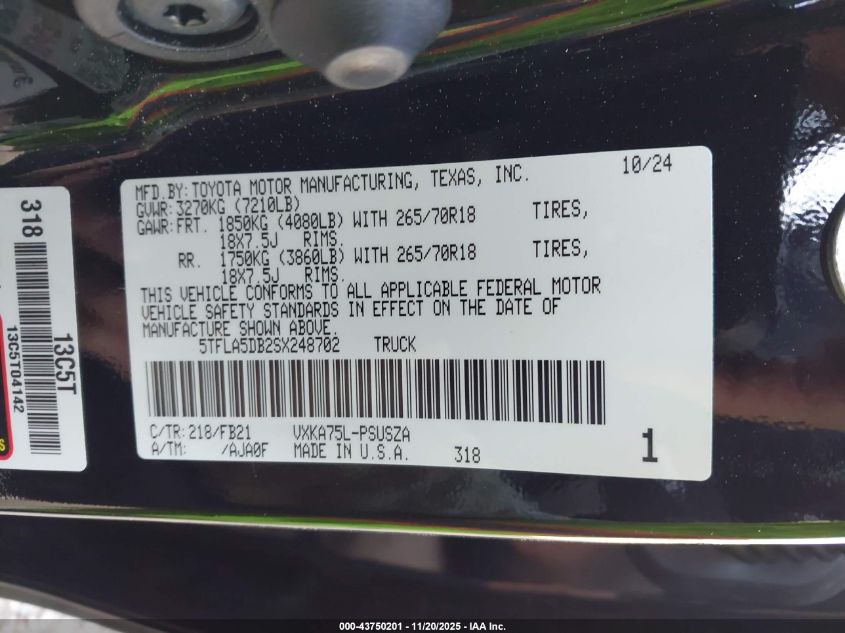 MFD. BY: TOYOTA MOTOR MANUFACTURING, TEXAS, INC. 10/24
GVWR: 3270KG (7210LB)
GAWR: FRT. 1850KG (4080LB) WITH 265/70R18 TIRES,
18X7.5J RIMS.
RR. 1750KG (3860LB) WITH 265/70R18 TIRES,
18X7.5J RIMS.
THIS VEHICLE CONFORMS TO ALL APPLICABLE FEDERAL MOTOR
VEHICLE SAFETY STANDARDS IN EFFECT ON THE DATE OF
MANUFACTURE SHOWN ABOVE.
5TFLA5DB2SX248702 TRUCK
C/TR: 218/FB21 VXKA75L-PSUSZA
A/TM: /AJA0F MADE IN U.S.A. 318 1
318
13C5T
13C5T04142
000-43750201 - 11/20/2025 - IAA Inc.